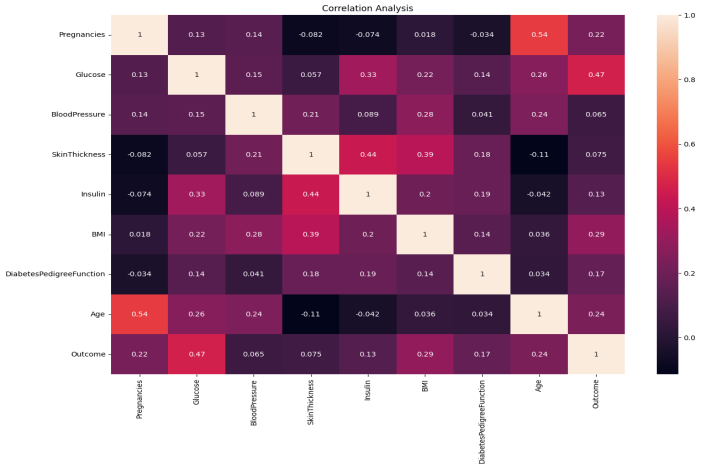 Correlation Analysis
Pregnancies 1 0.13 0.14 -0.082 -0.074 0.018 -0.034 0.54 0.22
Glucose 0.13 1 0.15 0.057 0.33 0.22 0.14 0.26 0.47
BloodPressure 0.14 0.15 1 0.21 0.089 0.28 0.041 0.24 0.065
SkinThickness -0.082 0.057 0.21 1 0.44 0.39 0.18 -0.11 0.075
Insulin -0.074 0.33 0.089 0.44 1 0.2 0.19 -0.042 0.13
BMI 0.018 0.22 0.28 0.39 0.2 1 0.14 0.036 0.29
DiabetesPedigreeFunction -0.034 0.14 0.041 0.18 0.19 0.14 1 0.034 0.17
Age 0.54 0.26 0.24 -0.11 -0.042 0.036 0.034 1 0.24
Outcome 0.22 0.47 0.065 0.075 0.13 0.29 0.17 0.24 1
Pregnancies
Glucose
BloodPressure
SkinThickness
Insulin
BMI
DiabetesPedigreeFunction
Age
Outcome
1.0
0.8
0.6
0.4
0.2
0.0